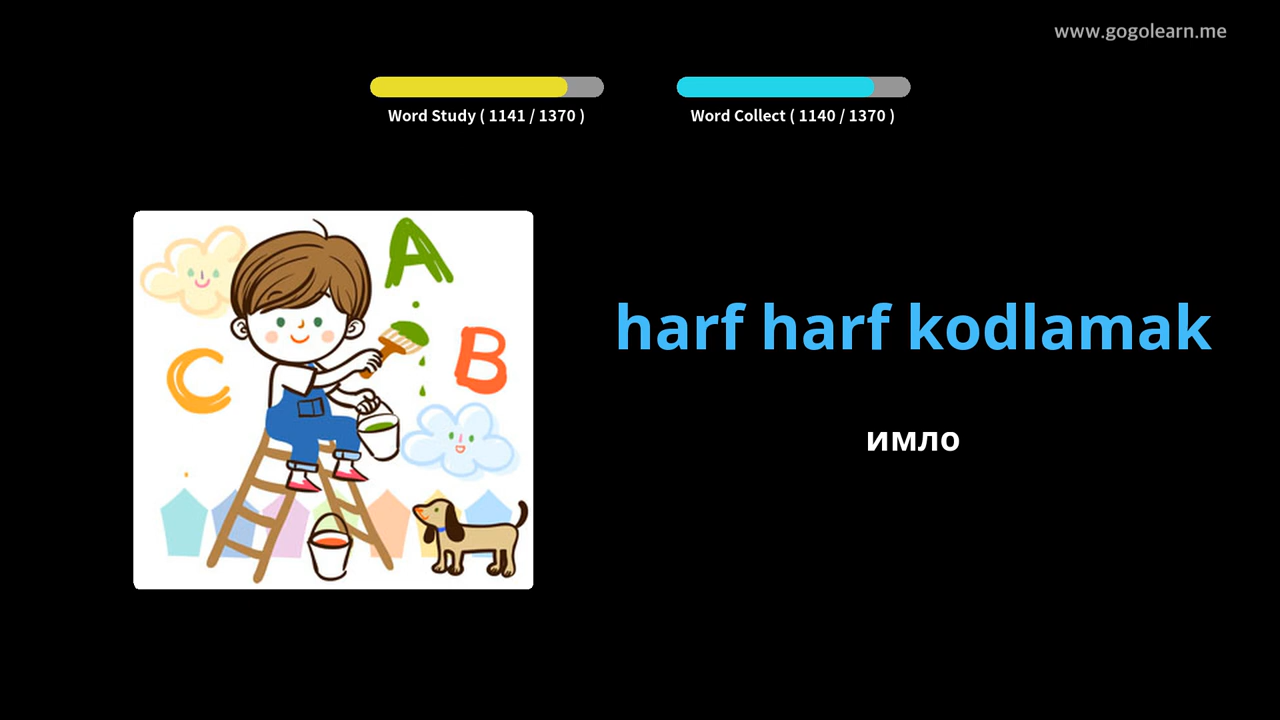 www.gogolearn.me
Word Study ( 1141 / 1370 )
Word Collect ( 1140 / 1370 )
A
B
C
harf harf kodlamak
имло